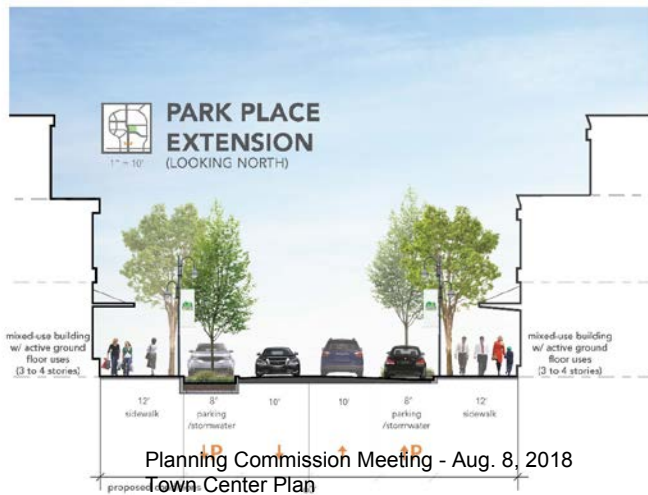 PARK PLACE
EXTENSION
(LOOKING NORTH)
1" = 10'
mixed-use building
w/ active ground
floor uses
(3 to 4 stories)
mixed-use building
w/ active ground
floor uses
(3 to 4 stories)
12' 8' 10' 10' 8' 12'
sidewalk parking /stormwater parking /stormwater sidewalk
↓P ↓ ↑ ↑P
Planning Commission Meeting - Aug. 8, 2018
Town Center Plan
proposed